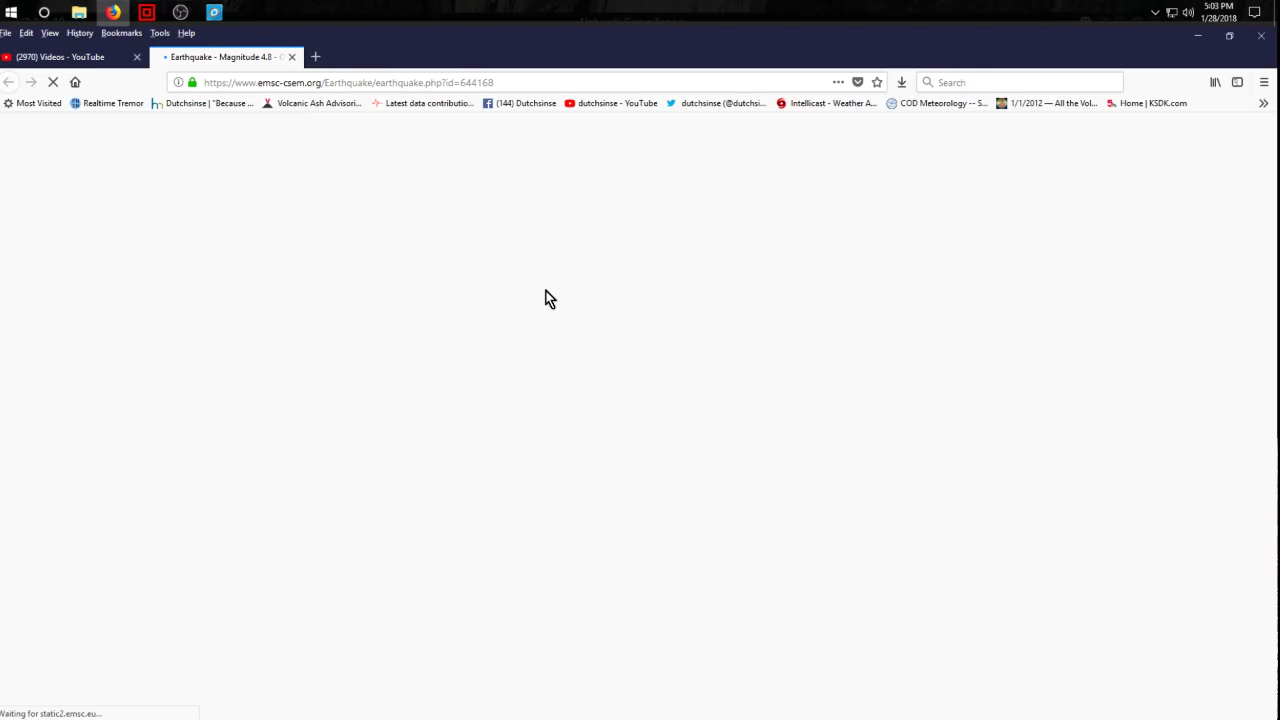 5:03 PM
1/28/2018
File Edit View History Bookmarks Tools Help
(2970) Videos - YouTube
Earthquake - Magnitude 4.8 -
https://www.emsc-csem.org/Earthquake/earthquake.php?id=644168
Search
Most Visited Realtime Tremor Dutchsinse | "Because ... Volcanic Ash Advisori... Latest data contributio... (144) Dutchsinse dutchsinse - YouTube dutchsinse (@dutchsi... Intellicast - Weather A... COD Meteorology -- S... 1/1/2012 — All the Vol... Home | KSDK.com
Waiting for static2.emsc.eu...